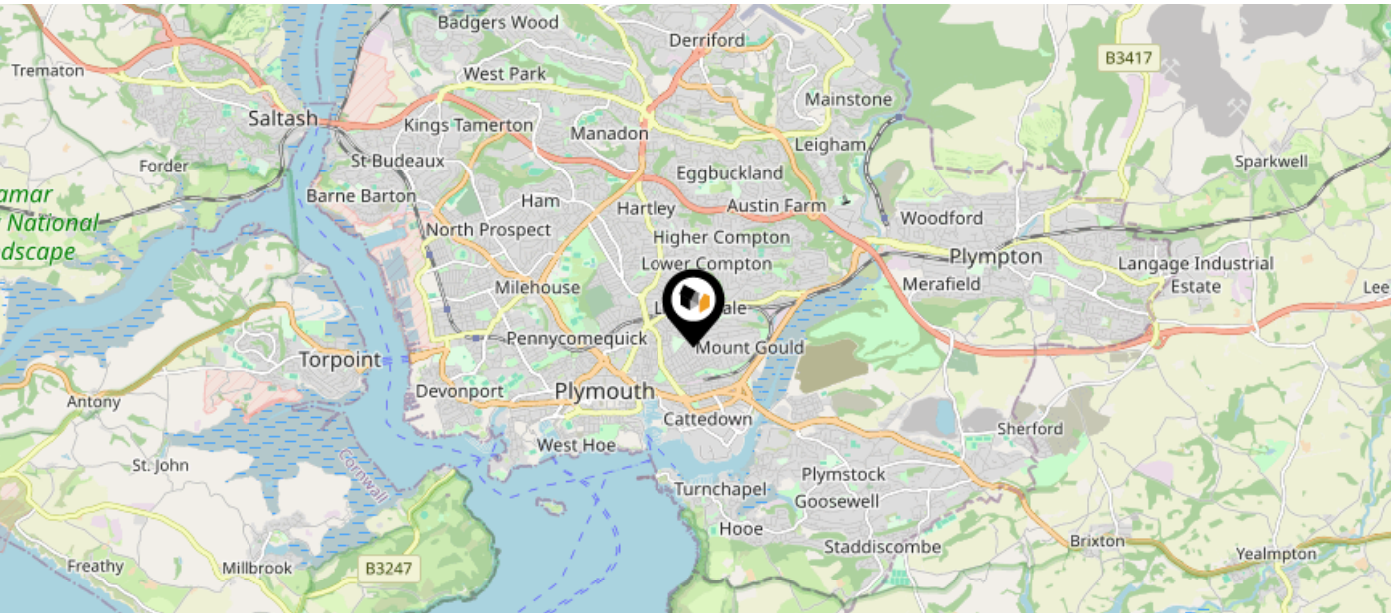 Badgers Wood
Derriford
B3417
Trematon
West Park
Mainstone
Saltash
Kings Tamerton
Manadon
Leigham
Forder
St Budeaux
Eggbuckland
Sparkwell
Barne Barton
Ham
Hartley
Austin Farm
Woodford
National
North Prospect
Higher Compton
Plympton
Lower Compton
Langage Industrial
Estate
Milehouse
Merafield
Pennycomequick
Mount Gould
Torpoint
Devonport
Plymouth
Antony
Cattedown
Sherford
West Hoe
St. John
Cornwall
Plymstock
Turnchapel
Goosewell
Hooe
Brixton
Staddiscombe
Yealmpton
Freathy
Millbrook
B3247